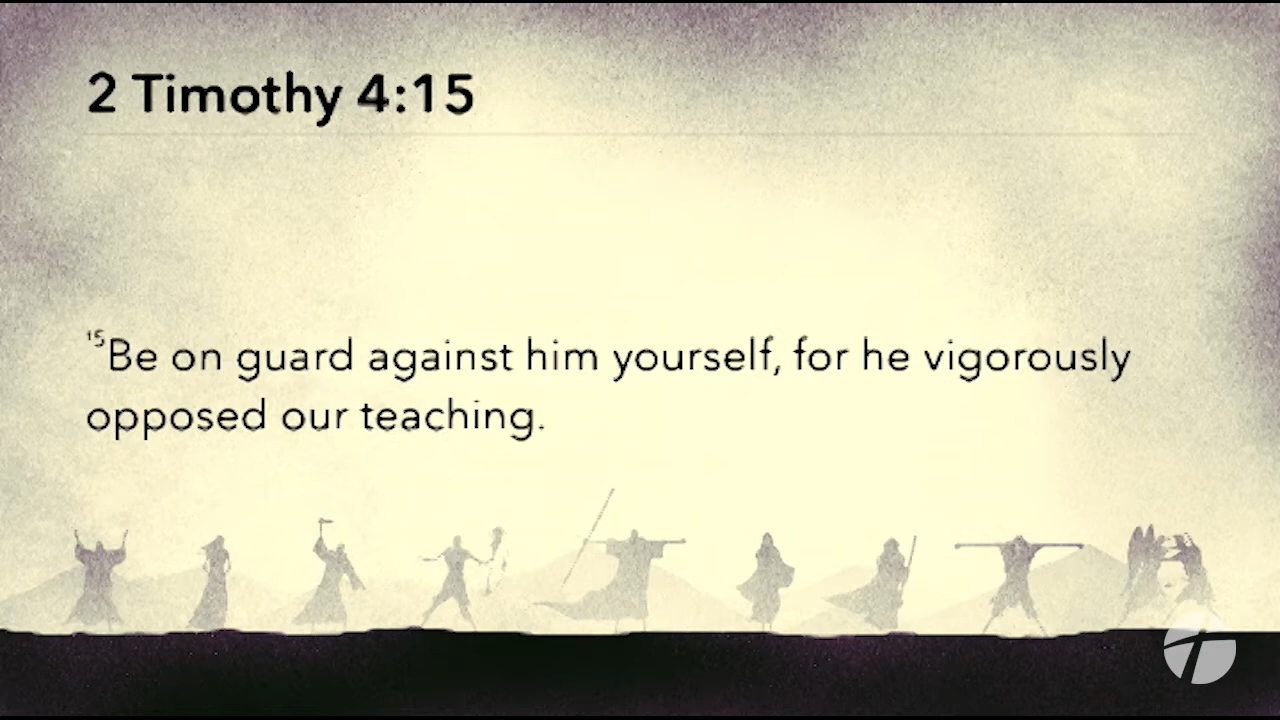 2 Timothy 4:15
15Be on guard against him yourself, for he vigorously
opposed our teaching.